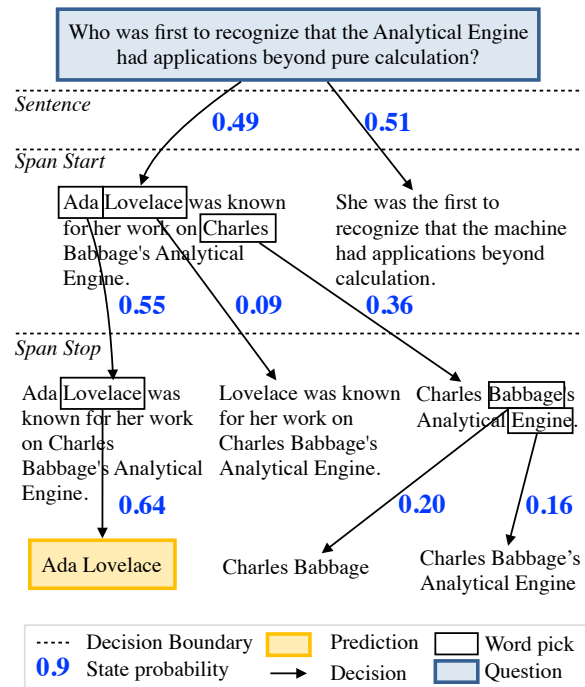 Who was first to recognize that the Analytical Engine
had applications beyond pure calculation?
Sentence
0.49
0.51
Span Start
Ada Lovelace was known
for her work on Charles
Babbage's Analytical
Engine.
She was the first to
recognize that the machine
had applications beyond
calculation.
0.55
0.09
0.36
Span Stop
Ada Lovelace was
known for her work
on Charles
Babbage's Analytical
Engine.
Lovelace was known
for her work on
Charles Babbage's
Analytical Engine.
Charles Babbage's
Analytical Engine.
0.64
0.20
0.16
Ada Lovelace
Charles Babbage
Charles Babbage's
Analytical Engine
Decision Boundary
Prediction
Word pick
0.9 State probability
Decision
Question